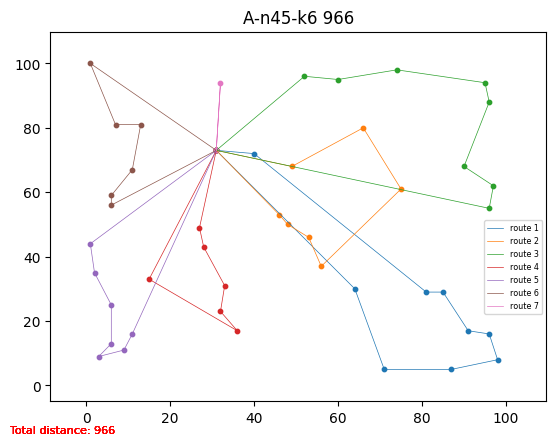 A-n45-k6 966
100
80
60
40
20
0
route 1
route 2
route 3
route 4
route 5
route 6
route 7
0 20 40 60 80 100
Total distance: 966